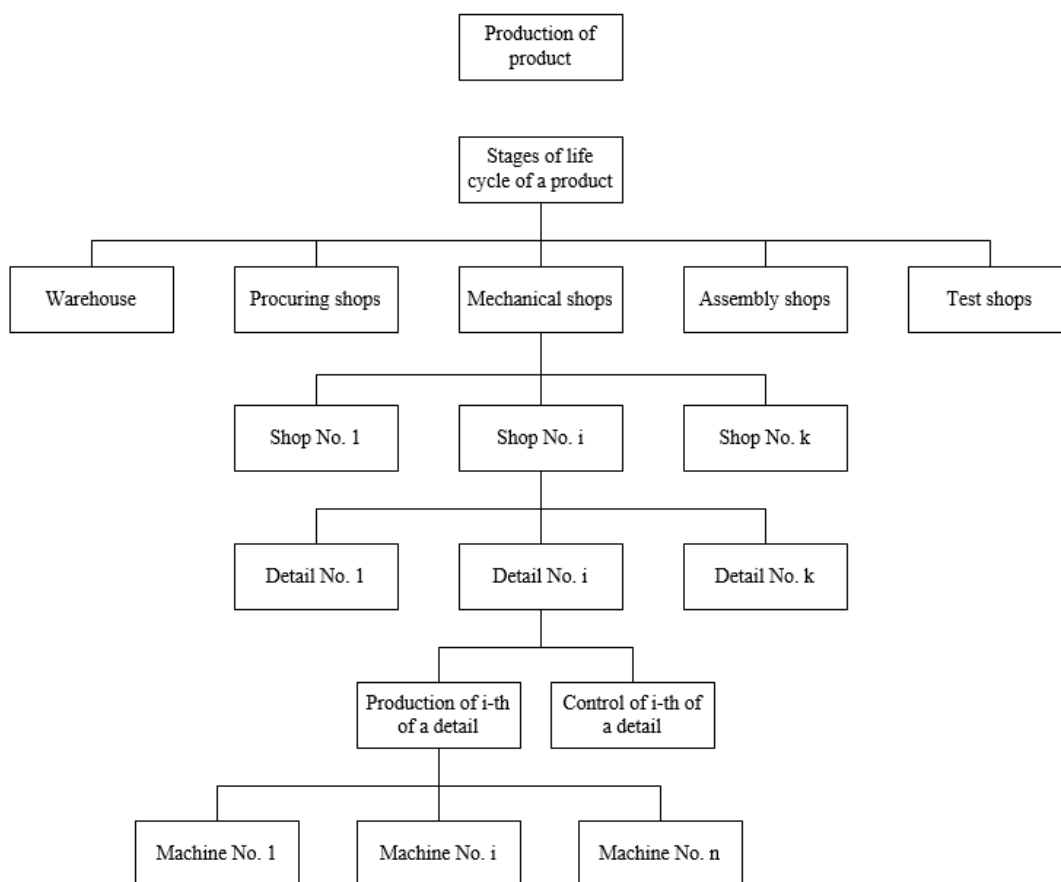 Production of
product
Stages of life
cycle of a product
Warehouse
Procuring shops
Mechanical shops
Assembly shops
Test shops
Shop No. 1
Shop No. i
Shop No. k
Detail No. 1
Detail No. i
Detail No. k
Production of i-th
of a detail
Control of i-th of
a detail
Machine No. 1
Machine No. i
Machine No. n